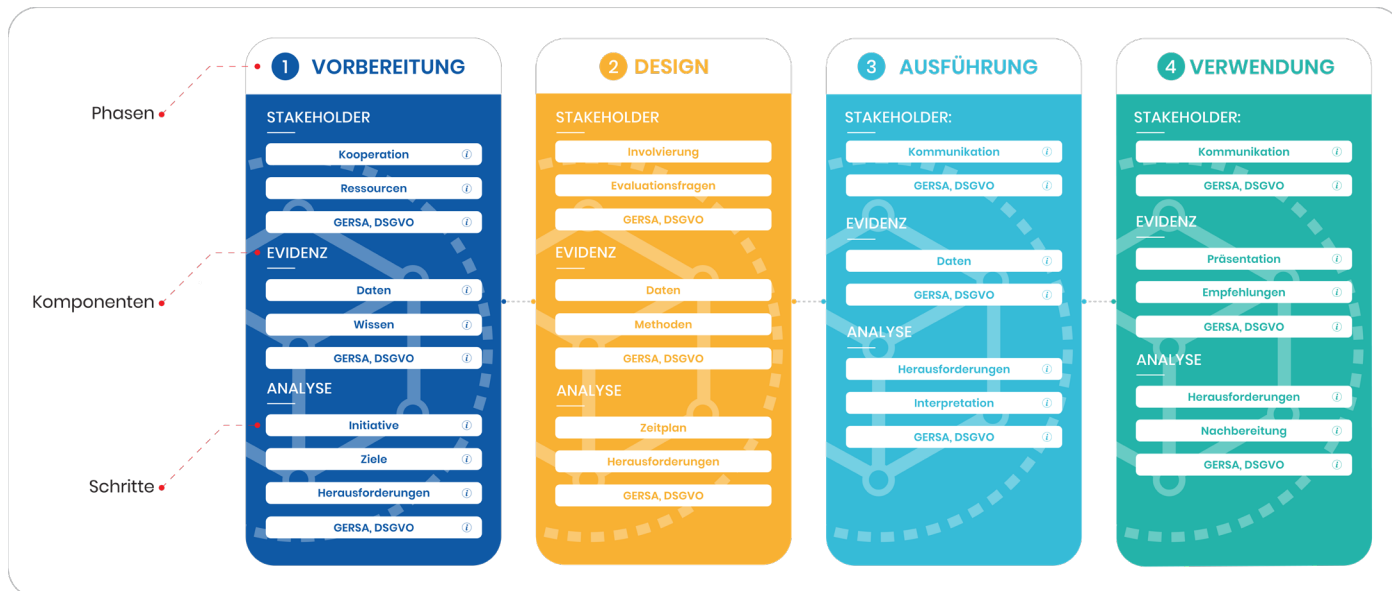 Phasen
Komponenten
Schritte
1 VORBEREITUNG
STAKEHOLDER
Kooperation i
Ressourcen i
GERSA, DSGVO i
EVIDENZ
Daten i
Wissen i
GERSA, DSGVO i
ANALYSE
Initiative i
Ziele i
Herausforderungen i
GERSA, DSGVO i
2 DESIGN
STAKEHOLDER
Involvierung
Evaluationsfragen
GERSA, DSGVO
EVIDENZ
Daten
Methoden
GERSA, DSGVO
ANALYSE
Zeitplan
Herausforderungen
GERSA, DSGVO
3 AUSFÜHRUNG
STAKEHOLDER:
Kommunikation i
GERSA, DSGVO i
EVIDENZ
Daten i
GERSA, DSGVO i
ANALYSE
Herausforderungen i
Interpretation i
GERSA, DSGVO i
4 VERWENDUNG
STAKEHOLDER:
Kommunikation i
GERSA, DSGVO i
EVIDENZ
Präsentation i
Empfehlungen i
GERSA, DSGVO i
ANALYSE
Herausforderungen i
Nachbereitung i
GERSA, DSGVO i